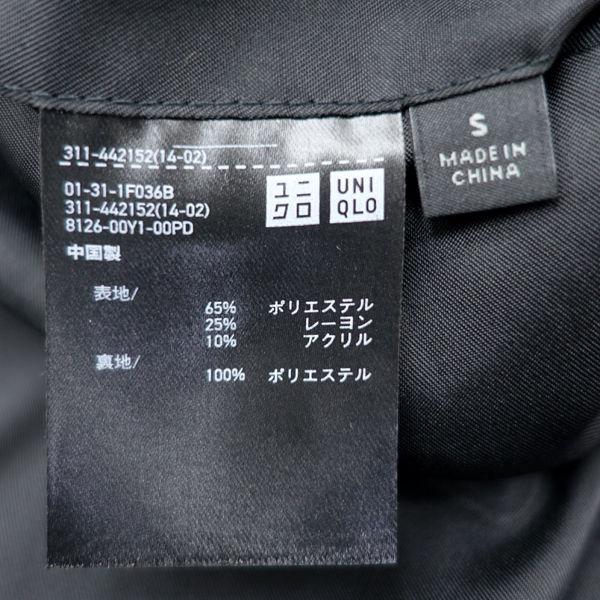 311-442152(14-02)
01-31-1F036B
311-442152(14-02)
8126-00Y1-00PD
中国製
ユニ
クロ
UNI
QLO
表地/
65% ポリエステル
25% レーヨン
10% アクリル
裏地/
100% ポリエステル
S
MADE IN
CHINA